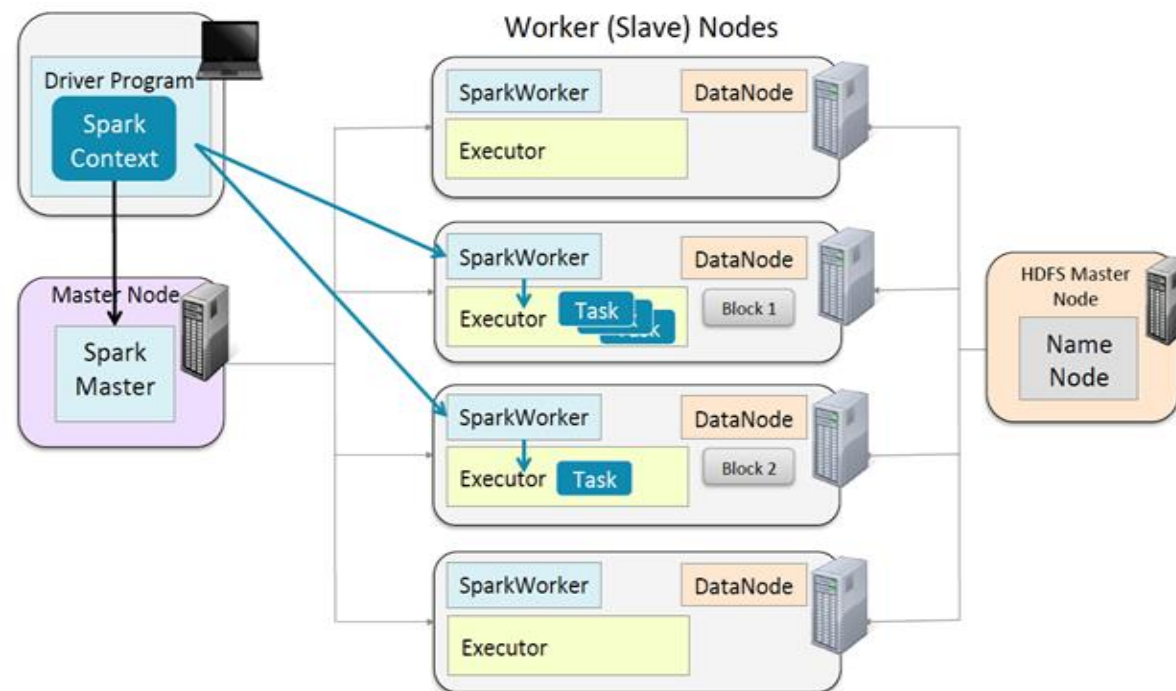 Worker (Slave) Nodes
Driver Program
Spark
Context
Master Node
Spark
Master
SparkWorker
DataNode
Executor
SparkWorker
DataNode
Executor
Task
Task
Block 1
SparkWorker
DataNode
Executor
Task
Block 2
SparkWorker
DataNode
Executor
HDFS Master
Node
Name
Node